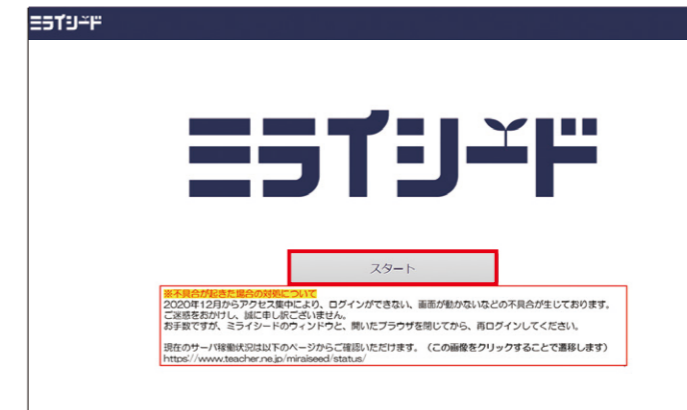 ミライシード
ミライシード
スタート
※不具合が起きた場合の対処について
2020年12月からアクセス集中により、ログインができない、画面が動かないなどの不具合が生じております。
ご迷惑をおかけし、誠に申し訳ございません。
お手数ですが、ミライシードのウィンドウと、開いたブラウザを閉じてから、再ログインしてください。
現在のサーバ稼働状況は以下のページからご確認いただけます。（この画像をクリックすることで遷移します）
https://www.teacher.ne.jp/miraiseed/status/